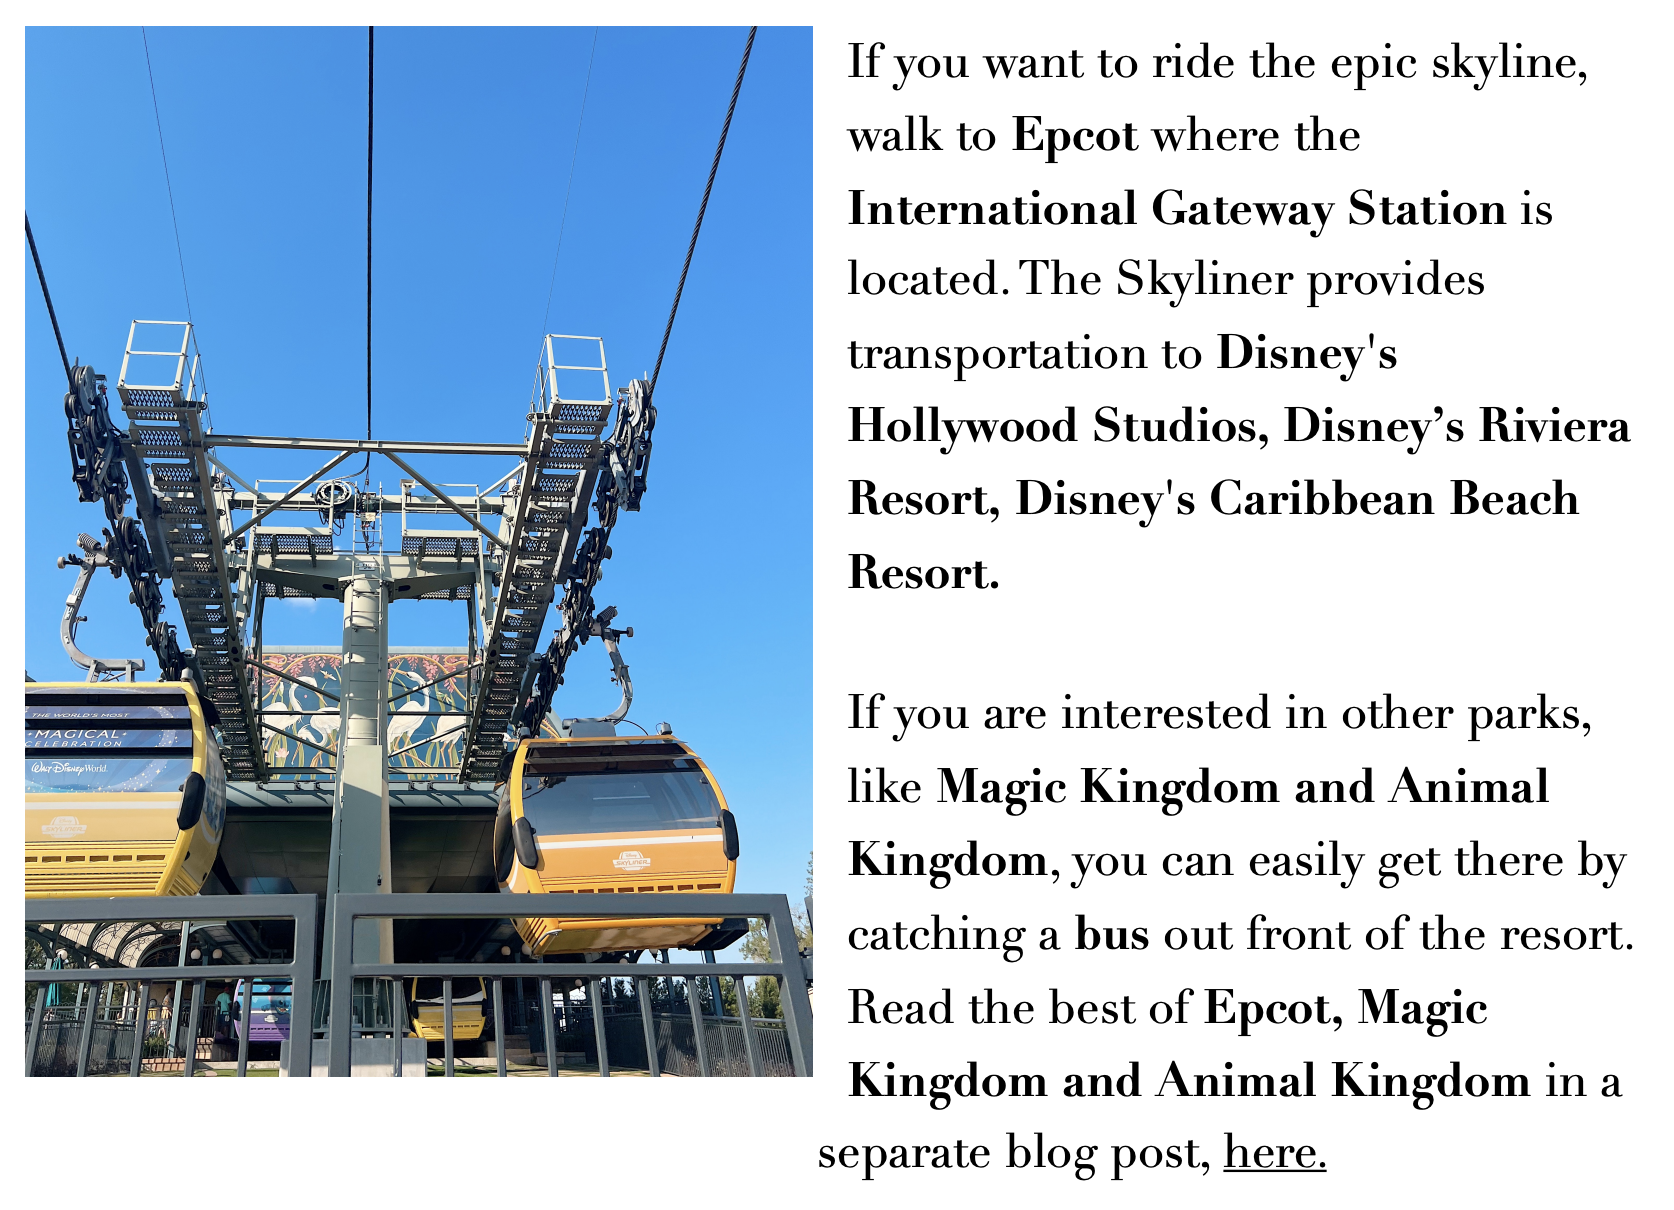 If you want to ride the epic skyline,
walk to Epcot where the
International Gateway Station is
located. The Skyliner provides
transportation to Disney's
Hollywood Studios, Disney’s Riviera
Resort, Disney's Caribbean Beach
Resort.
If you are interested in other parks,
like Magic Kingdom and Animal
Kingdom, you can easily get there by
catching a bus out front of the resort.
Read the best of Epcot, Magic
Kingdom and Animal Kingdom in a
separate blog post, here.
THE WORLD'S MOST
MAGICAL
CELEBRATION
Walt Disney World
SKYLINER
SKYLINER